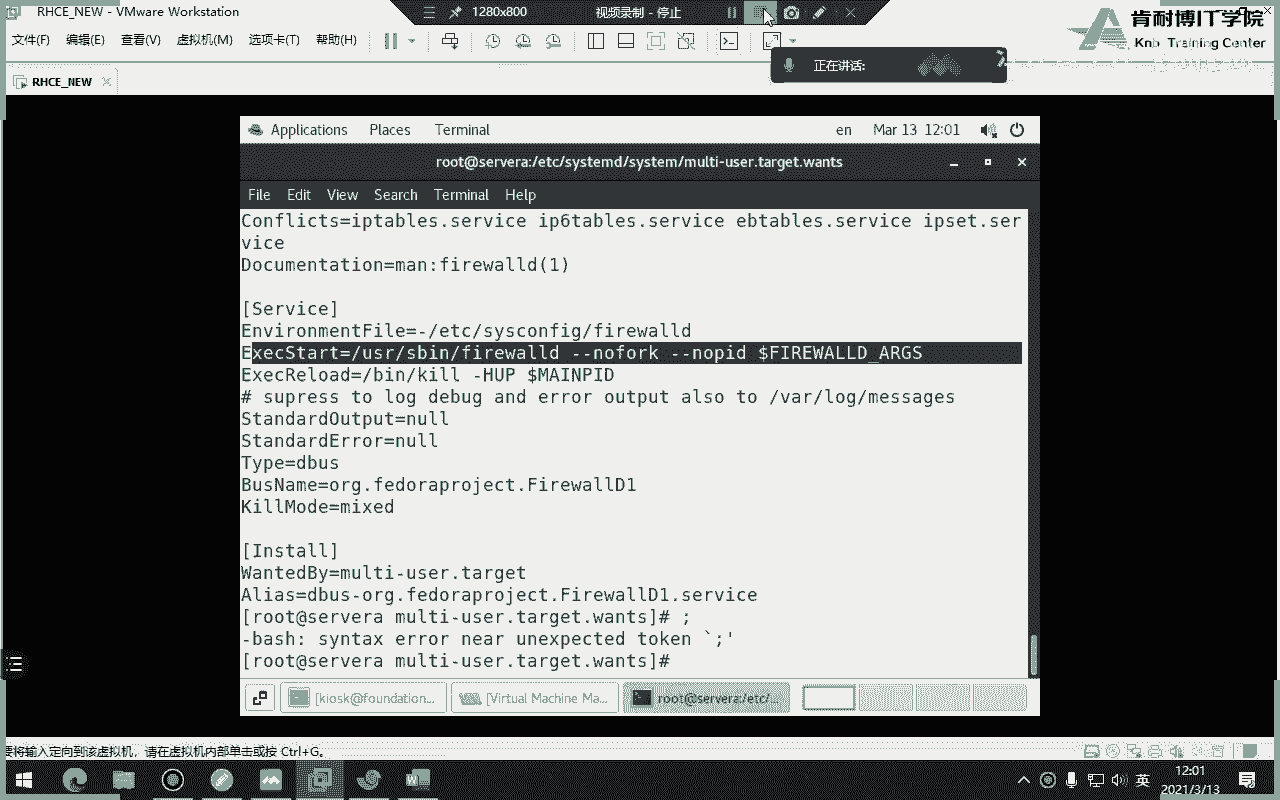 RHCE_NEW - VMware Workstation
1280x800
视频录制 - 停止
肯耐博IT学院
Knb Training Center
文件(F) 编辑(E) 查看(V) 虚拟机(M) 选项卡(T) 帮助(H)
正在讲话:
RHCE_NEW
Applications Places Terminal
en Mar 13 12:01
root@servera:/etc/systemd/system/multi-user.target.wants
File Edit View Search Terminal Help
Conflicts=iptables.service ip6tables.service ebtables.service ipset.ser
vice
Documentation=man:firewalld(1)
[Service]
EnvironmentFile=-/etc/sysconfig/firewalld
ExecStart=/usr/sbin/firewalld --nofork --nopid $FIREWALLD_ARGS
ExecReload=/bin/kill -HUP $MAINPID
# supress to log debug and error output also to /var/log/messages
StandardOutput=null
StandardError=null
Type=dbus
BusName=org.fedoraproject.FirewallD1
KillMode=mixed
[Install]
WantedBy=multi-user.target
Alias=dbus-org.fedoraproject.FirewallD1.service
[root@servera multi-user.target.wants]# ;
-bash: syntax error near unexpected token `;'
[root@servera multi-user.target.wants]#
[kiosk@foundation... [Virtual Machine Ma... root@servera:/etc/...
要将输入定向到该虚拟机，请在虚拟机内部单击或按 Ctrl+G。
英
12:01
2021/3/13